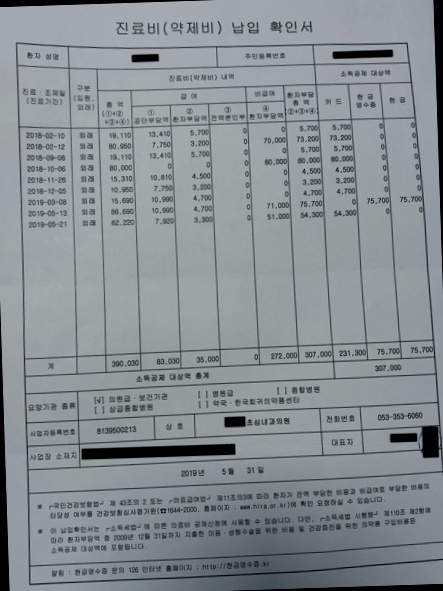 진료비(약제비) 납입 확인서
환자 성명 주민등록번호
진료·조제일 (진료기간) 구분 (입원, 외래) 진료비(약제비) 내역 소득공제 대상액
총 액 (①+②+③+④) 급 여 비급여 환자부담 총 액 (②+③+④) 카 드 현 금 영수증 현 금
① 공단부담액 ② 환자부담액 ③ 전액본인부 ④ 환자부담액
2018-02-10 외래 19,110 13,410 5,700 0 0 5,700 5,700 0 0
2018-02-12 외래 80,950 7,750 3,200 0 70,000 73,200 73,200 0 0
2018-09-08 외래 19,110 13,410 5,700 0 0 5,700 5,700 0 0
2018-10-06 외래 80,000 0 0 0 80,000 80,000 80,000 0 0
2018-11-26 외래 15,310 10,810 4,500 0 0 4,500 4,500 0 0
2018-12-05 외래 10,950 7,750 3,200 0 0 3,200 3,200 0 0
2019-03-08 외래 15,690 10,990 4,700 0 0 4,700 4,700 0 0
2019-05-13 외래 86,690 10,990 4,700 0 71,000 75,700 0 75,700 75,700
2019-05-21 외래 62,220 7,920 3,300 0 51,000 54,300 54,300 0 0
계 390,030 83,030 35,000 0 272,000 307,000 231,300 75,700 75,700
소득공제 대상액 총계 307,000
요양기관 종류 [√] 의원급·보건기관 [ ] 병원급 [ ] 종합병원
[ ] 상급종합병원 [ ] 약국·한국희귀의약품센터
사업자등록번호 8139500213 상 호 초심내과의원 전화번호 053-353-6060
사업장 소재지 대표자
2019년 5월 31일
* 「국민건강보험법」 제 43조의 2 또는 「의료급여법」 제11조의3에 따라 환자가 전액 부담한 비용과 비급여로 부담한 비용의
타당성 여부를 건강보험심사평가원(☎1644-2000, 홈페이지 : www.hira.or.kr)에 확인 요청하실 수 있습니다.
* 이 납입확인서는 「소득세법」에 따른 의료비 공제신청에 사용할 수 있습니다. 다만, 「소득세법 시행령」 제110조 제2항에
따라 환자부담액 중 2009년 12월 31일까지 지출한 미용·성형수술을 위한 비용 및 건강증진을 위한 의약품 구입비용은
소득공제 대상액에 포함됩니다.
알림 : 현금영수증 문의 126 인터넷 홈페이지 : http://현금영수증.kr